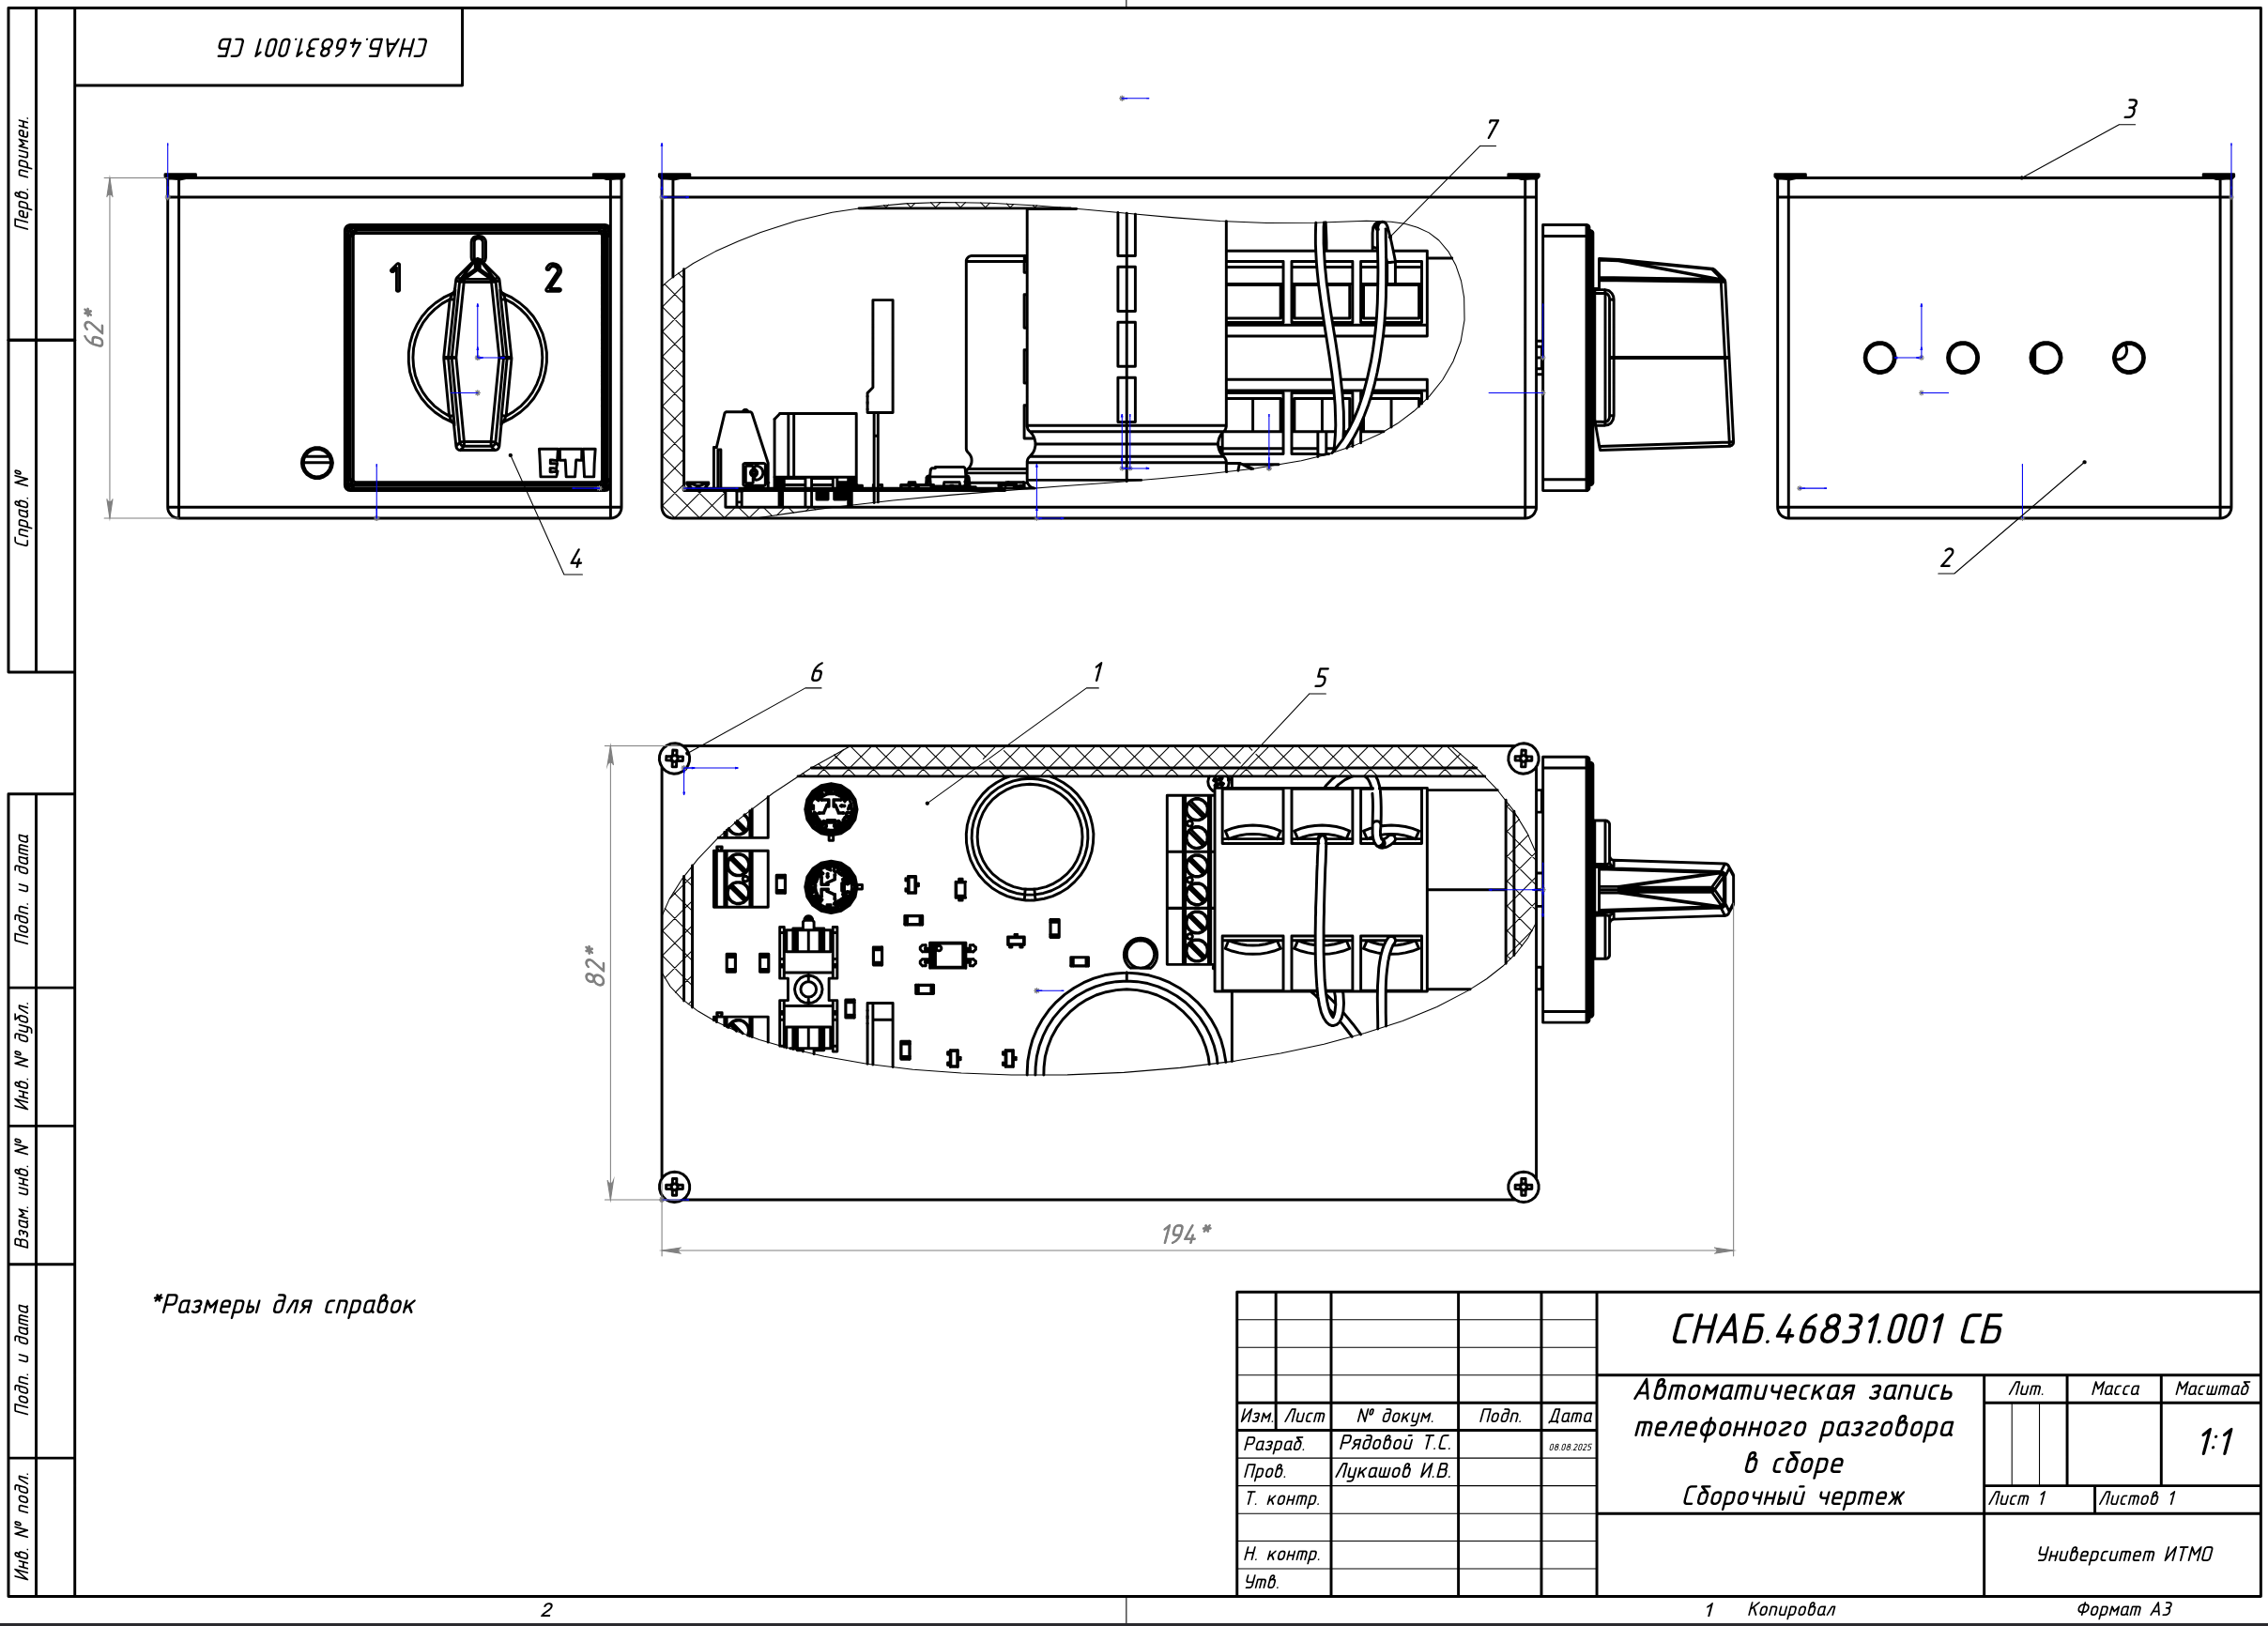 СНАБ.46831.001 СБ
Перв. примен.
Справ. №
Подп. и дата
Инв. № дубл.
Взам. инв. №
Подп. и дата
Инв. № подл.
7
3
1
2
ETI
62*
4
2
6
1
5
82*
194*
*Размеры для справок
СНАБ.46831.001 СБ
Автоматическая запись
телефонного разговора
в сборе
Сборочный чертеж
Лит.
Масса
Масштаб
1:1
Изм.
Лист
№ докум.
Подп.
Дата
Разраб.
Рядовой Т.С.
08.08.2025
Пров.
Лукашов И.В.
Т. контр.
Н. контр.
Утв.
Лист 1
Листов 1
Университет ИТМО
2
1
Копировал
Формат А3